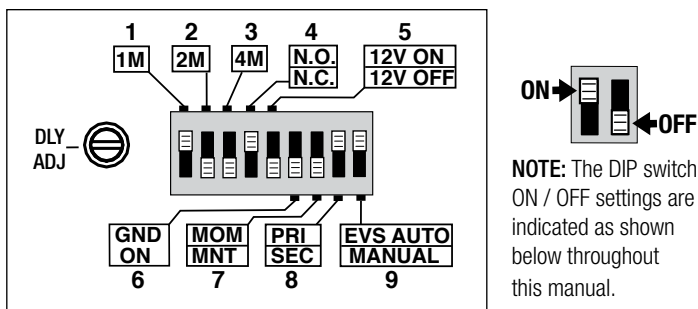 1 2 3 4 5
1M 2M 4M N.O. 12V ON
N.C. 12V OFF
DLY_
ADJ
GND MOM PRI EVS AUTO
ON MNT SEC MANUAL
6 7 8 9
ON OFF
NOTE: The DIP switch
ON / OFF settings are
indicated as shown
below throughout
this manual.